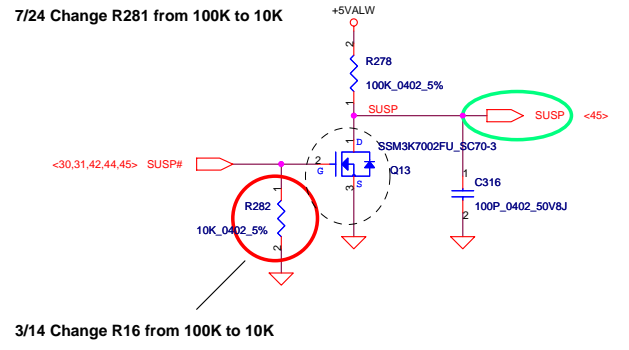 7/24 Change R281 from 100K to 10K
+5VALW
2
R278
100K_0402_5%
1
SUSP
SUSP <45>
1
D
SSM3K7002FU_SC70-3
<30,31,42,44,45> SUSP#
2
G
Q13
S
3
1
R282
10K_0402_5%
2
1
C316
100P_0402_50V8J
2
3/14 Change R16 from 100K to 10K